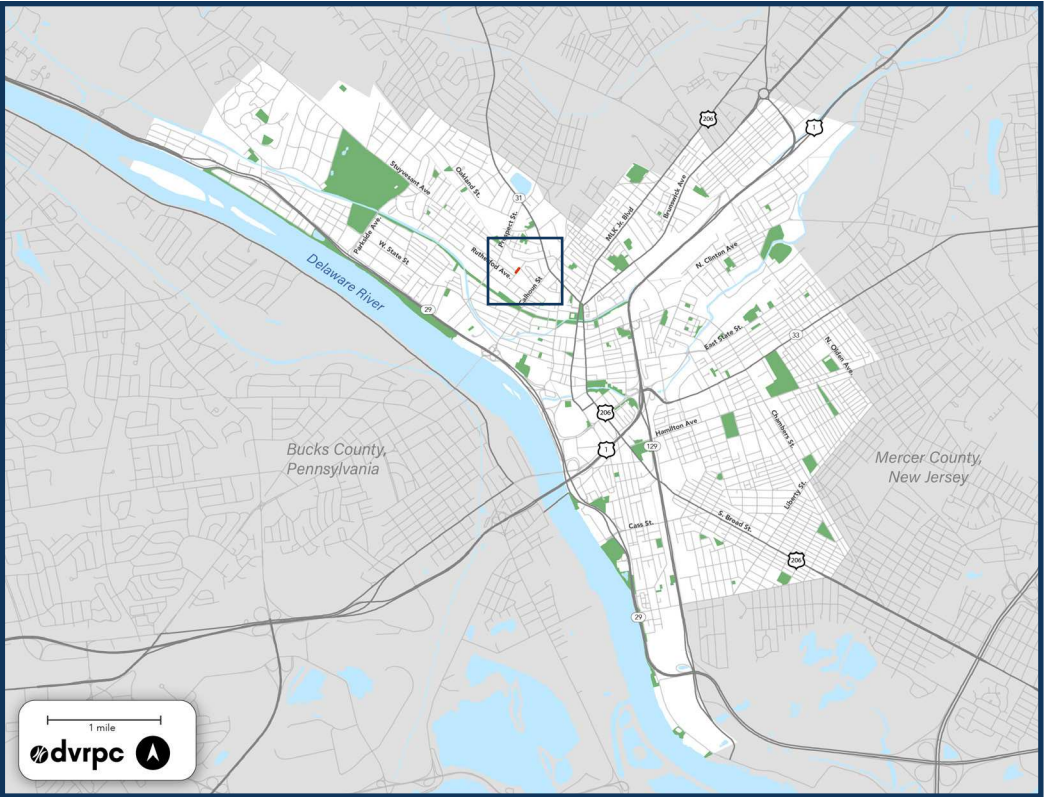 206
1
Stuyvesant Ave
Oakland St.
31
Prospect St.
MLK Jr. Blvd
Brunswick Ave
Parkside Ave.
W. State St
Rutherfod Ave.
Calhoun St
N. Clinton Ave
Delaware River
29
East State St.
33
N. Olden Ave.
206
Chambers St.
Hamilton Ave
129
1
Bucks County,
Pennsylvania
Mercer County,
New Jersey
Liberty St.
Cass St.
S. Broad St.
206
29
1 mile
dvrpc